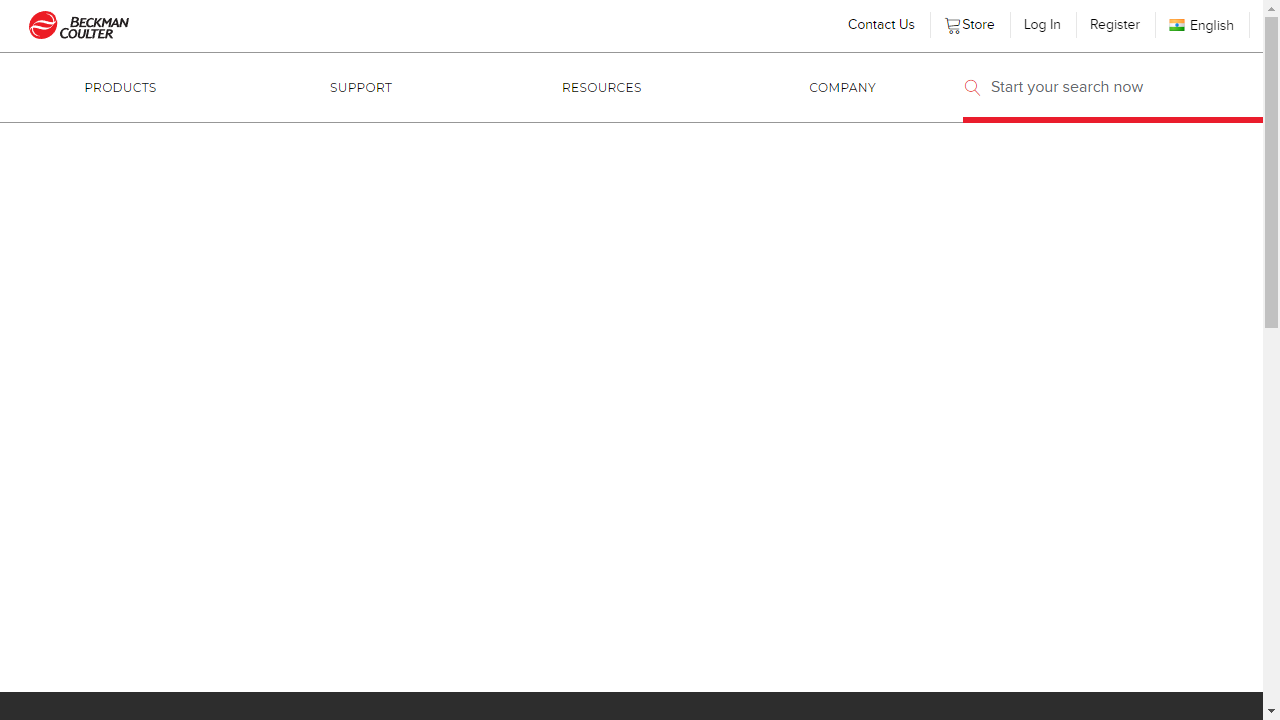 BECKMAN
COULTER
Contact Us
Store
Log In
Register
English
PRODUCTS
SUPPORT
RESOURCES
COMPANY
Start your search now